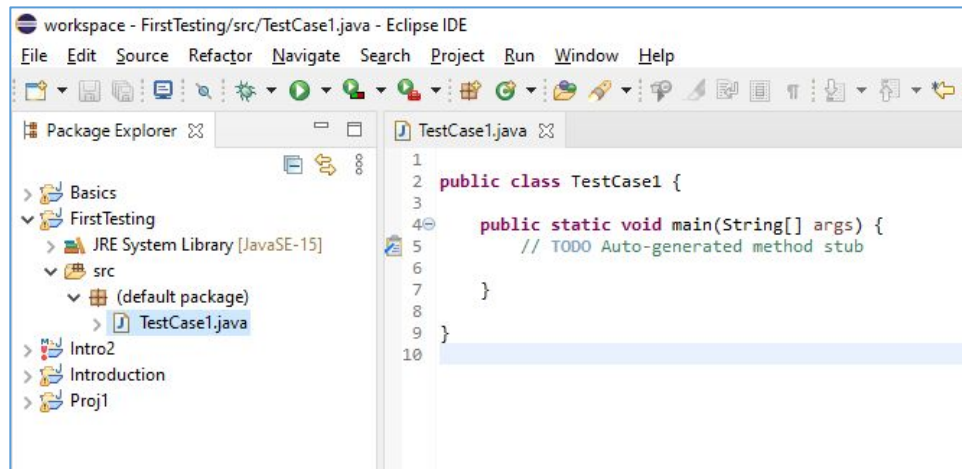 workspace - FirstTesting/src/TestCase1.java - Eclipse IDE
File Edit Source Refactor Navigate Search Project Run Window Help
Package Explorer
Basics
FirstTesting
JRE System Library [JavaSE-15]
src
(default package)
TestCase1.java
Intro2
Introduction
Proj1
TestCase1.java
1
2 public class TestCase1 {
3
4 public static void main(String[] args) {
5 // TODO Auto-generated method stub
6
7 }
8
9 }
10